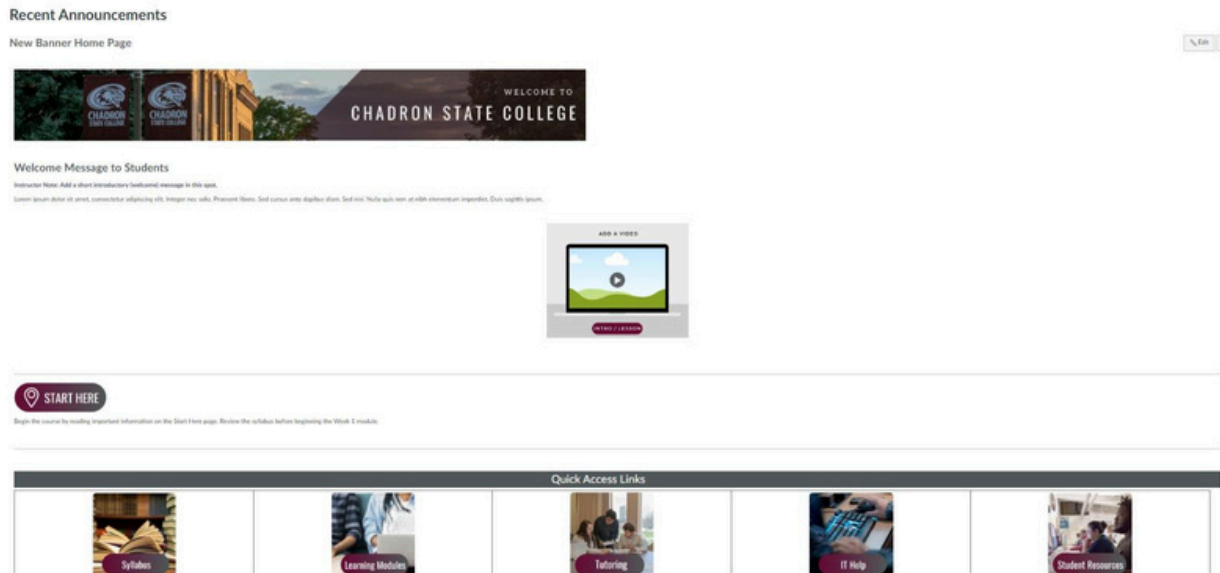 Recent Announcements
New Banner Home Page
Edit
CHADRON
STATE COLLEGE
CHADRON
STATE COLLEGE
WELCOME TO
CHADRON STATE COLLEGE
Welcome Message to Students
Instructor Note: Add a short introductory (welcome) message in this spot.
Lorem ipsum dolor sit amet, consectetur adipiscing elit. Integer nec odio. Praesent libero. Sed cursus ante dapibus diam. Sed nisi. Nulla quis sem at nibh elementum imperdiet. Duis sagittis ipsum.
ADD A VIDEO
INTRO / LESSON
START HERE
Begin the course by reading important information on the Start Here page. Review the syllabus before beginning the Week 1 module.
Quick Access Links
Syllabus
Learning Modules
Tutoring
IT Help
Student Resources